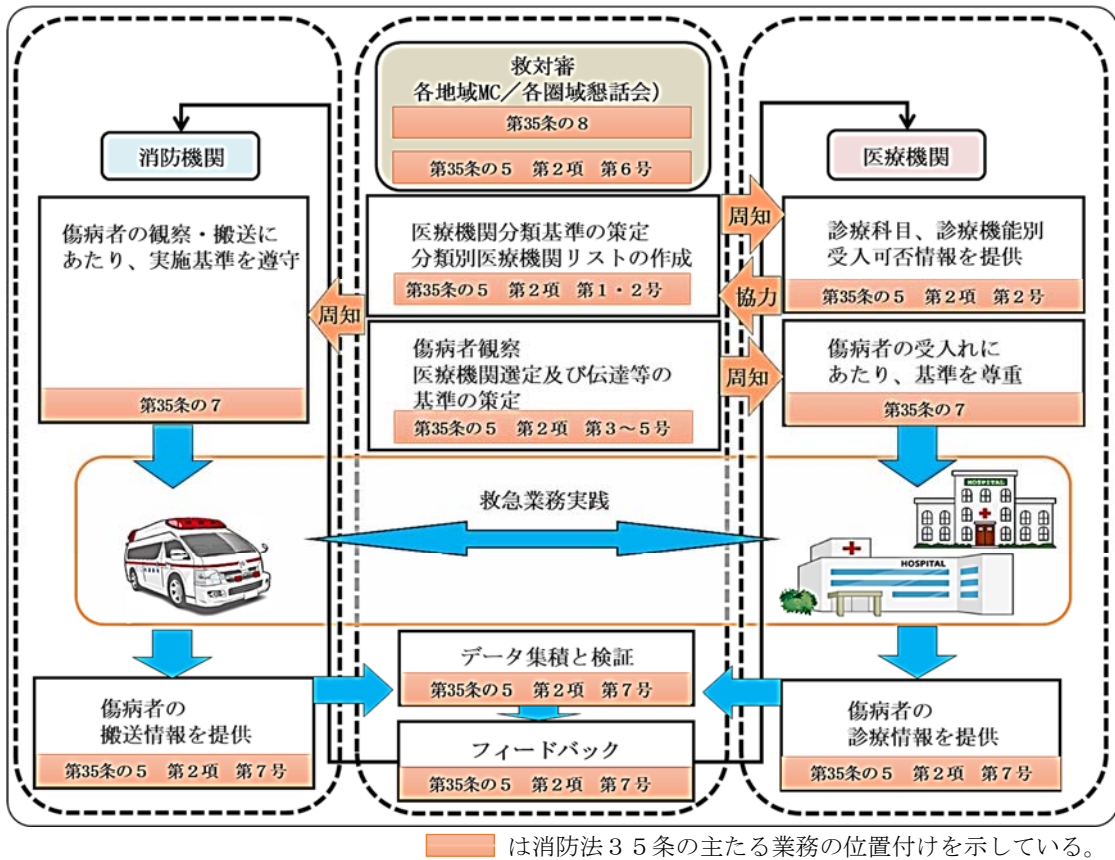 救対審
各地域MC／各圏域懇話会)
第35条の８
第35条の５　第２項　第６号
消防機関
医療機関
傷病者の観察・搬送に
あたり、実施基準を遵守
第35条の７
医療機関分類基準の策定
分類別医療機関リストの作成
第35条の５　第２項　第１・２号
傷病者観察
医療機関選定及び伝達等の
基準の策定
第35条の５　第２項　第３～５号
周知
周知
協力
周知
診療科目、診療機能別
受入可否情報を提供
第35条の５　第２項　第２号
傷病者の受入れに
あたり、基準を尊重
第35条の７
救急業務実践
HOSPITAL
HOSPITAL
データ集積と検証
第35条の５　第２項　第７号
傷病者の
搬送情報を提供
第35条の５　第２項　第７号
フィードバック
第35条の５　第２項　第７号
傷病者の
診療情報を提供
第35条の５　第２項　第７号
は消防法３５条の主たる業務の位置付けを示している。